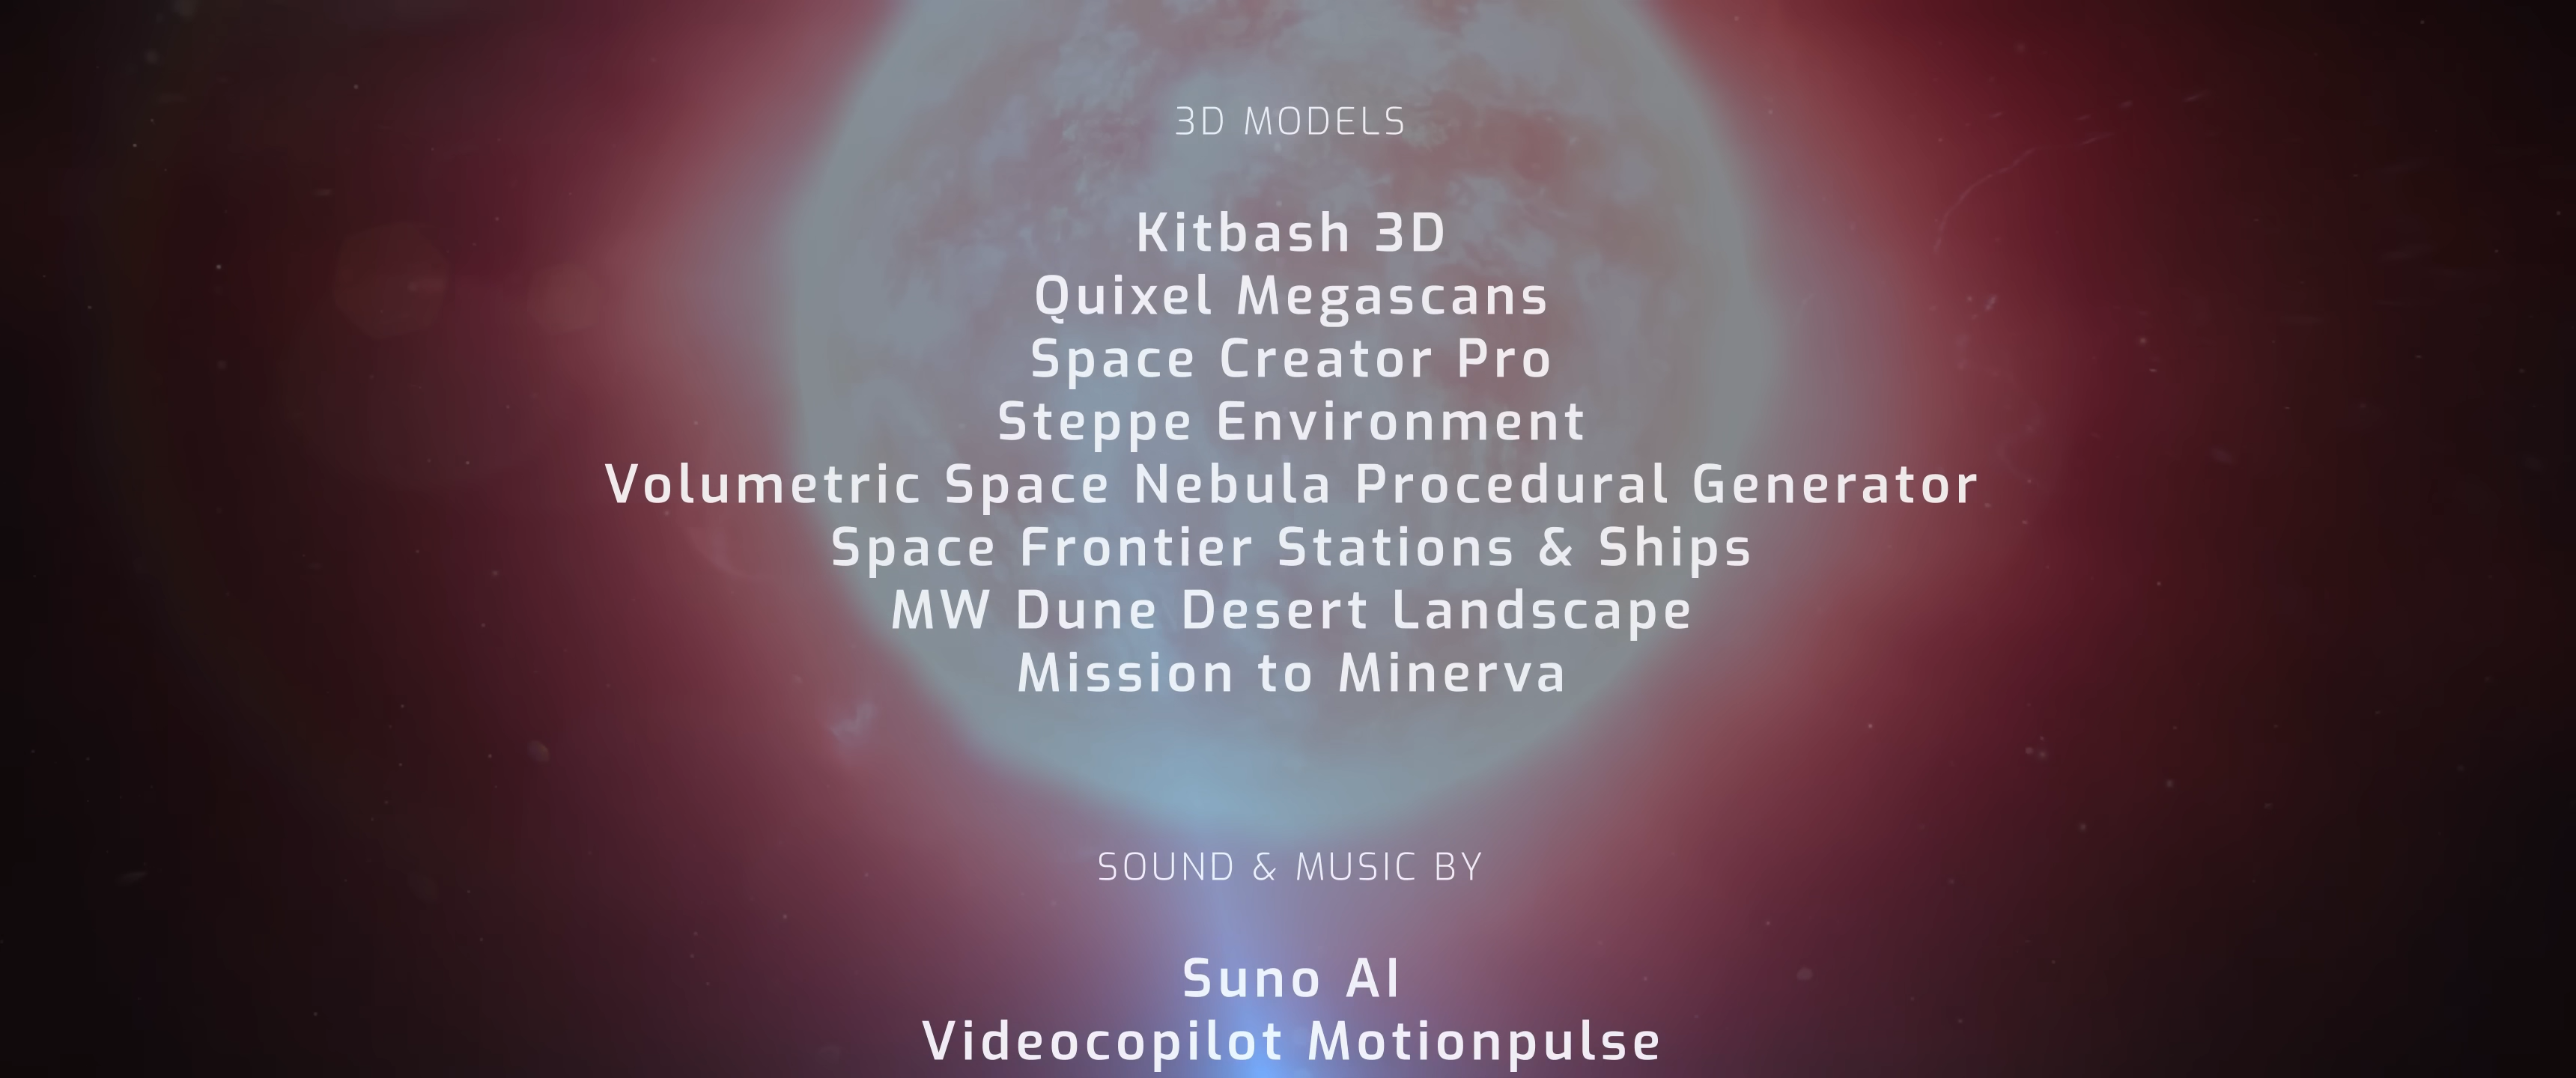 3D MODELS
Kitbash 3D
Quixel Megascans
Space Creator Pro
Steppe Environment
Volumetric Space Nebula Procedural Generator
Space Frontier Stations & Ships
MW Dune Desert Landscape
Mission to Minerva
SOUND & MUSIC BY
Suno AI
Videocopilot Motionpulse